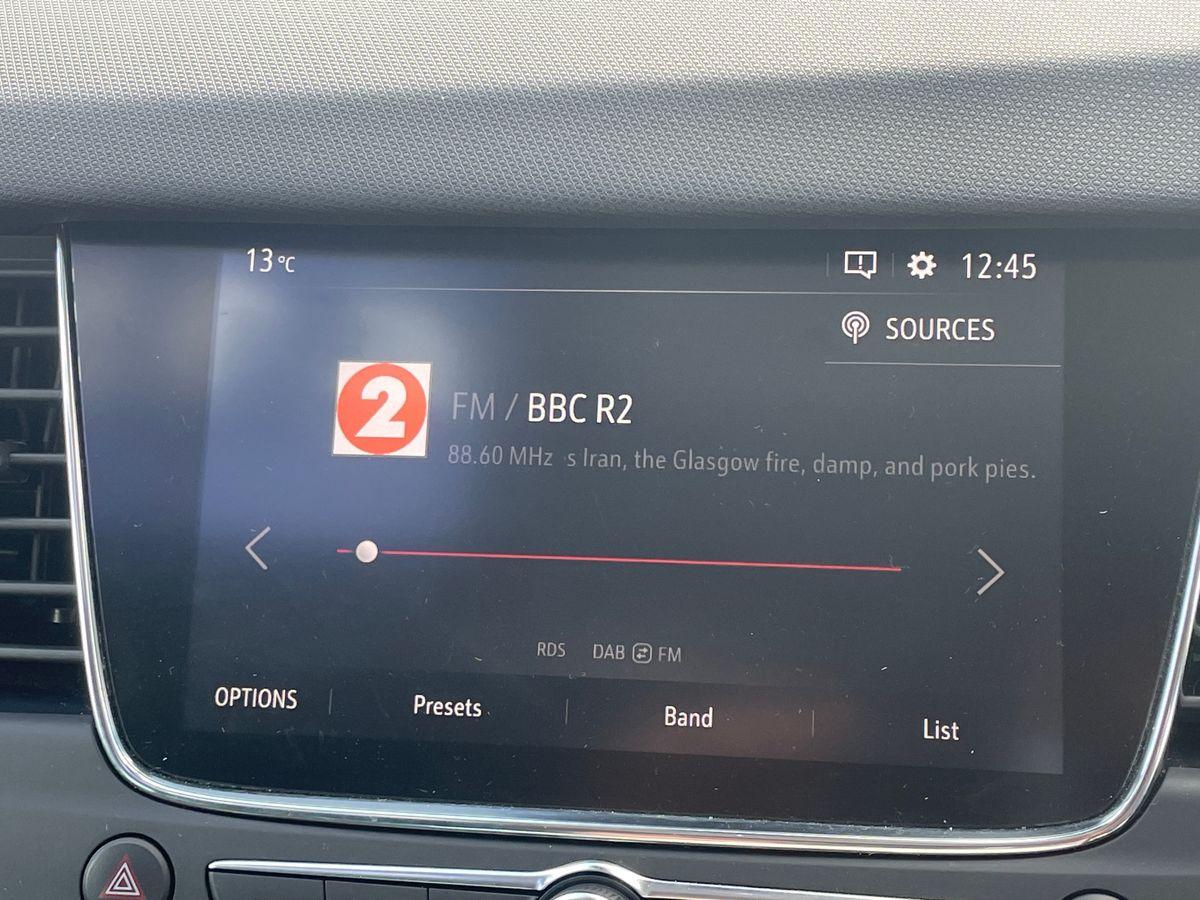 13°C
12:45
SOURCES
2
FM / BBC R2
88.60 MHz s Iran, the Glasgow fire, damp, and pork pies.
RDS DAB FM
OPTIONS Presets Band List